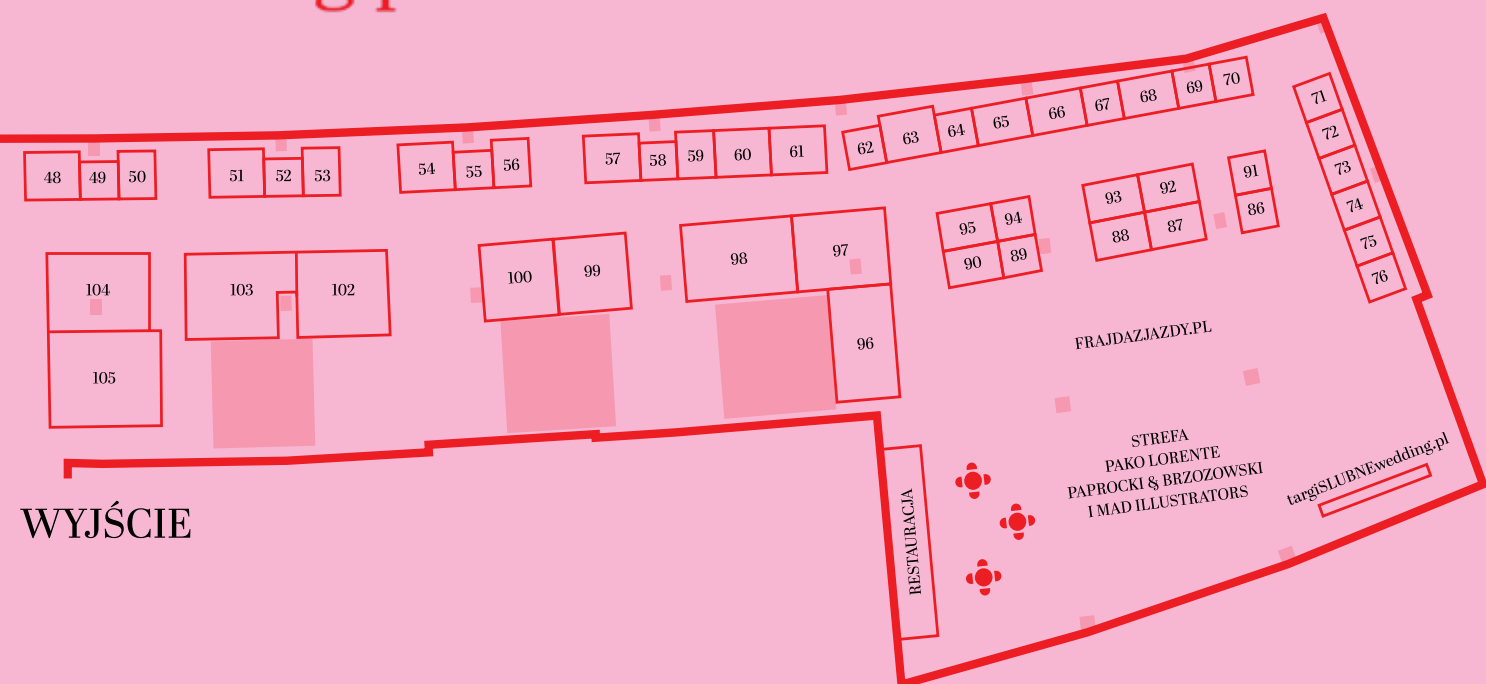 48 49 50 51 52 53 54 55 56 57 58 59 60 61 62 63 64 65 66 67 68 69 70
71
72
73
74
75
76
95 94 93 92 91
90 89 88 87 86
104 103 102 100 99 98 97
105
96
FRAJDAZJAZDY.PL
STREFA
PAKO LORENTE
PAPROCKI & BRZOZOWSKI
I MAD ILLUSTRATORS
targiSLUBNEwedding.pl
RESTAURACJA
WYJŚCIE